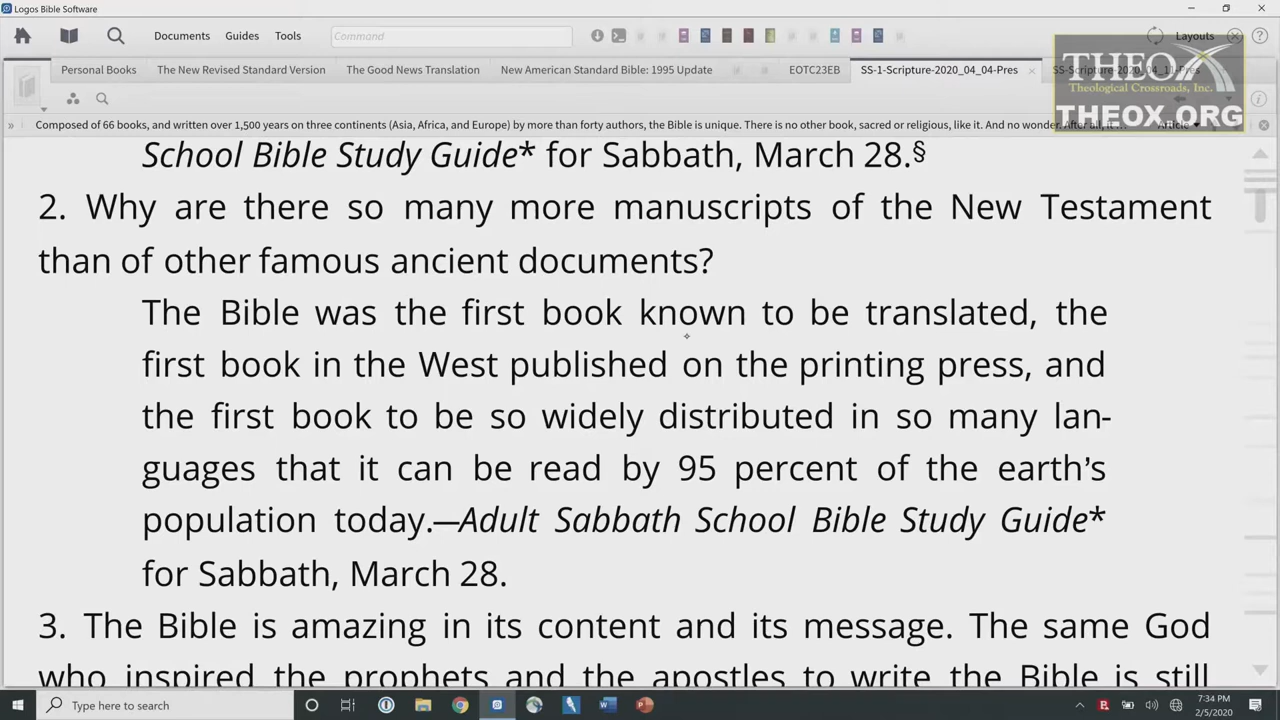 Logos Bible Software
Documents Guides Tools Command Layouts
Personal Books The New Revised Standard Version New American Standard Bible: 1995 Update EOTC23EB SS-1-Scripture-2020_04_04-Pres
THEOX
Theological Crossroads, Inc.
THEOX.ORG
Composed of 66 books, and written over 1,500 years on three continents (Asia, Africa, and Europe) by more than forty authors, the Bible is unique. There is no other book, sacred or religious, like it. And no wonder. After all, it... Article
School Bible Study Guide* for Sabbath, March 28.§
2. Why are there so many more manuscripts of the New Testament
than of other famous ancient documents?
The Bible was the first book known to be translated, the
first book in the West published on the printing press, and
the first book to be so widely distributed in so many lan-
guages that it can be read by 95 percent of the earth's
population today.—Adult Sabbath School Bible Study Guide*
for Sabbath, March 28.
3. The Bible is amazing in its content and its message. The same God
who inspired the prophets and the apostles to write the Bible is still
Type here to search
7:34 PM
2/5/2020